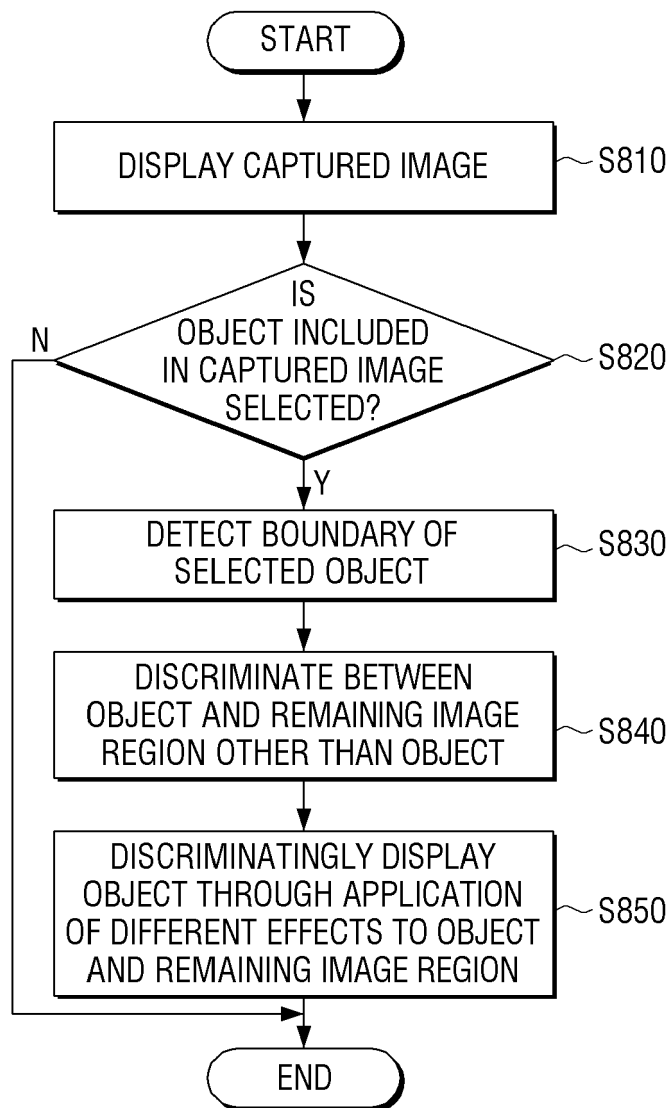 START
DISPLAY CAPTURED IMAGE
S810
IS
OBJECT INCLUDED
IN CAPTURED IMAGE
SELECTED?
S820
N
Y
DETECT BOUNDARY OF
SELECTED OBJECT
S830
DISCRIMINATE BETWEEN
OBJECT AND REMAINING IMAGE
REGION OTHER THAN OBJECT
S840
DISCRIMINATINGLY DISPLAY
OBJECT THROUGH APPLICATION
OF DIFFERENT EFFECTS TO OBJECT
AND REMAINING IMAGE REGION
S850
END